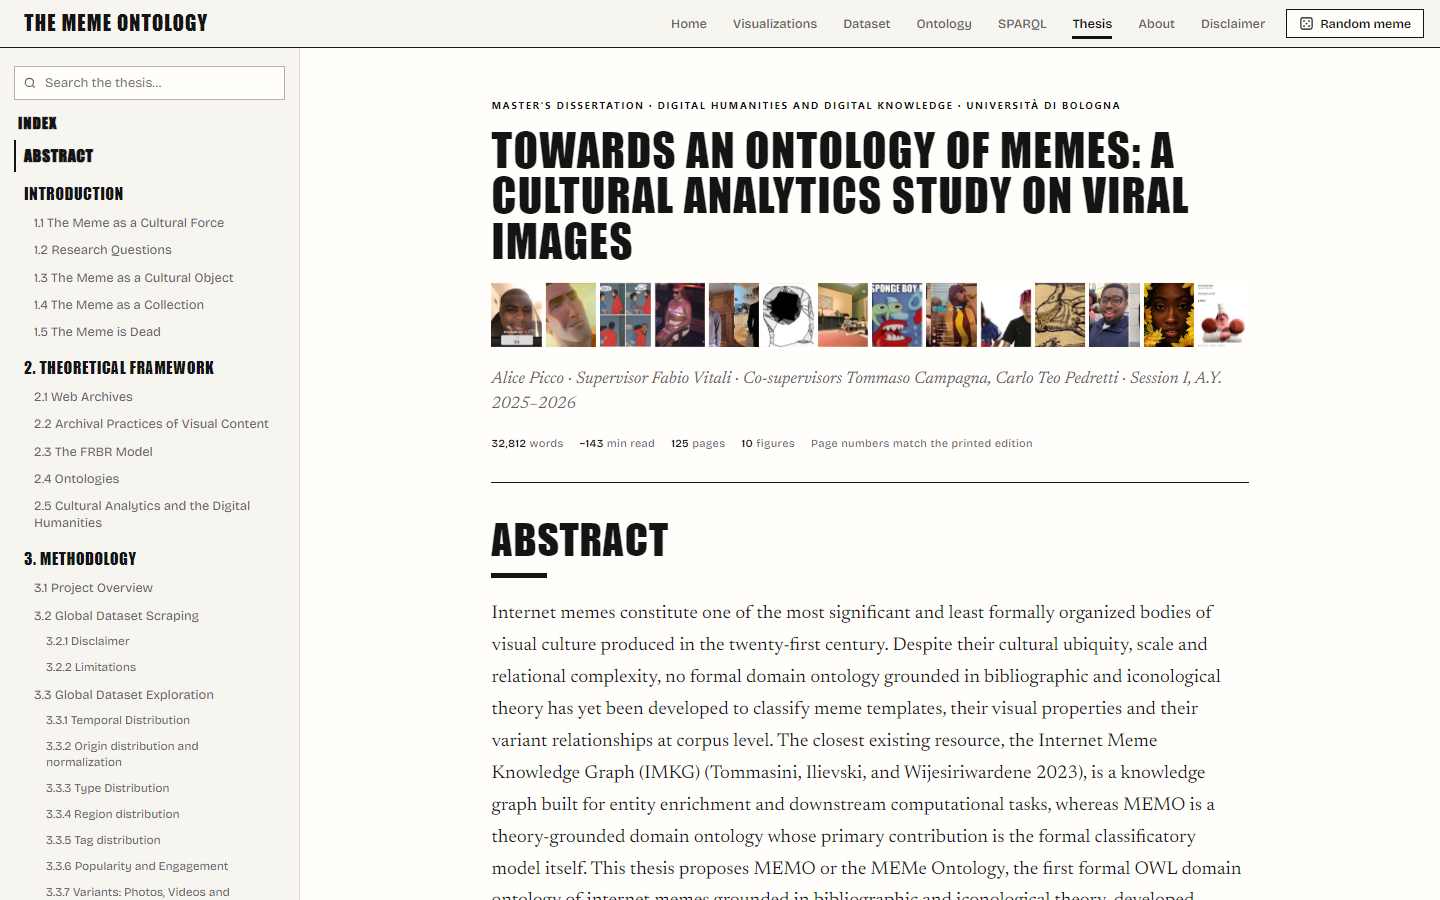 THE MEME ONTOLOGY
Home
Visualizations
Dataset
Ontology
SPARQL
Thesis
About
Disclaimer
Random meme
Search the thesis...
INDEX
ABSTRACT
INTRODUCTION
1.1 The Meme as a Cultural Force
1.2 Research Questions
1.3 The Meme as a Cultural Object
1.4 The Meme as a Collection
1.5 The Meme is Dead
2. THEORETICAL FRAMEWORK
2.1 Web Archives
2.2 Archival Practices of Visual Content
2.3 The FRBR Model
2.4 Ontologies
2.5 Cultural Analytics and the Digital
Humanities
3. METHODOLOGY
3.1 Project Overview
3.2 Global Dataset Scraping
3.2.1 Disclaimer
3.2.2 Limitations
3.3 Global Dataset Exploration
3.3.1 Temporal Distribution
3.3.2 Origin distribution and
normalization
3.3.3 Type Distribution
3.3.4 Region distribution
3.3.5 Tag distribution
3.3.6 Popularity and Engagement
3.3.7 Variants: Photos, Videos and
MASTER'S DISSERTATION · DIGITAL HUMANITIES AND DIGITAL KNOWLEDGE · UNIVERSITÀ DI BOLOGNA
TOWARDS AN ONTOLOGY OF MEMES: A
CULTURAL ANALYTICS STUDY ON VIRAL
IMAGES
SPONGE BOY
Alice Picco · Supervisor Fabio Vitali · Co-supervisors Tommaso Campagna, Carlo Teo Pedretti · Session I, A.Y.
2025–2026
32,812 words ~143 min read 125 pages 10 figures Page numbers match the printed edition
ABSTRACT
Internet memes constitute one of the most significant and least formally organized bodies of
visual culture produced in the twenty-first century. Despite their cultural ubiquity, scale and
relational complexity, no formal domain ontology grounded in bibliographic and iconological
theory has yet been developed to classify meme templates, their visual properties and their
variant relationships at corpus level. The closest existing resource, the Internet Meme
Knowledge Graph (IMKG) (Tommasini, Ilievski, and Wijesiriwardene 2023), is a knowledge
graph built for entity enrichment and downstream computational tasks, whereas MEMO is a
theory-grounded domain ontology whose primary contribution is the formal classificatory
model itself. This thesis proposes MEMO or the MEMe Ontology, the first formal OWL domain
ontology of internet memes grounded in bibliographic and iconological theory, developed